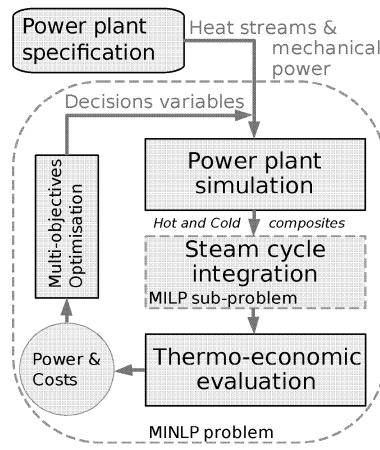 Power plant
specification
Heat streams &
mechanical
power
Decisions variables
Power plant
simulation
Hot and Cold composites
Multi-objectives
Optimisation
Steam cycle
integration
MILP sub-problem
Power &
Costs
Thermo-economic
evaluation
MINLP problem